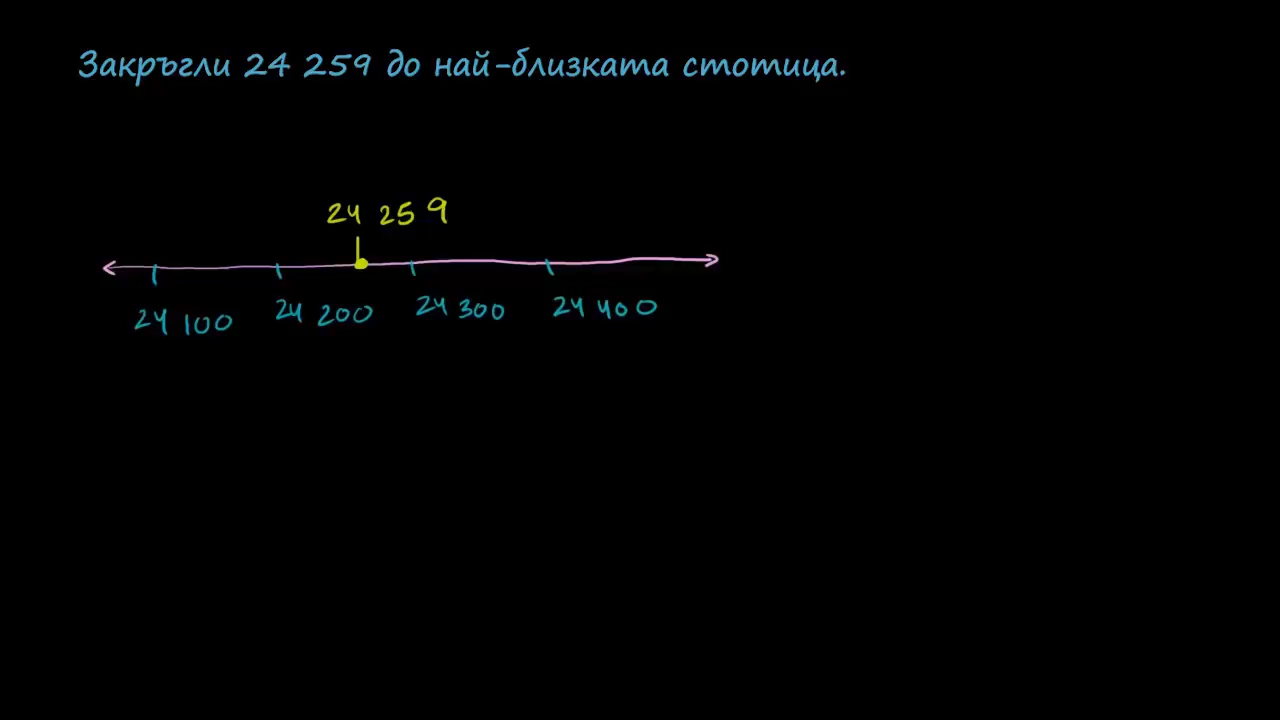 Закръгли 24 259 до най-близката стотица.
24 259
24 100 24 200 24 300 24 400